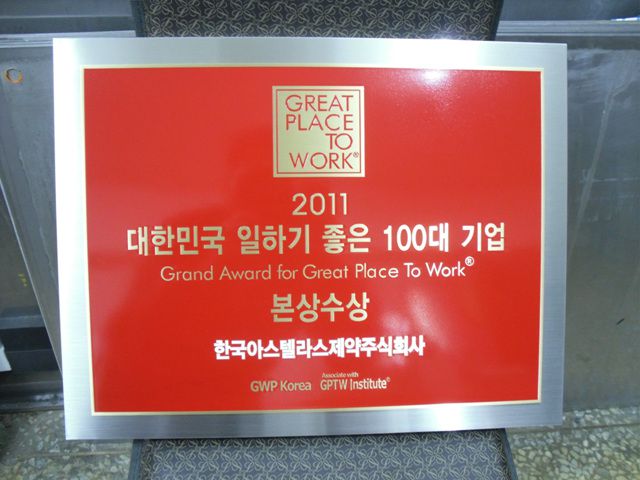 GREAT
PLACE
TO
WORK®
2011
대한민국 일하기 좋은 100대 기업
Grand Award for Great Place To Work®
본상수상
한국아스텔라스제약주식회사
Associate with
GWP Korea GPTW Institute®